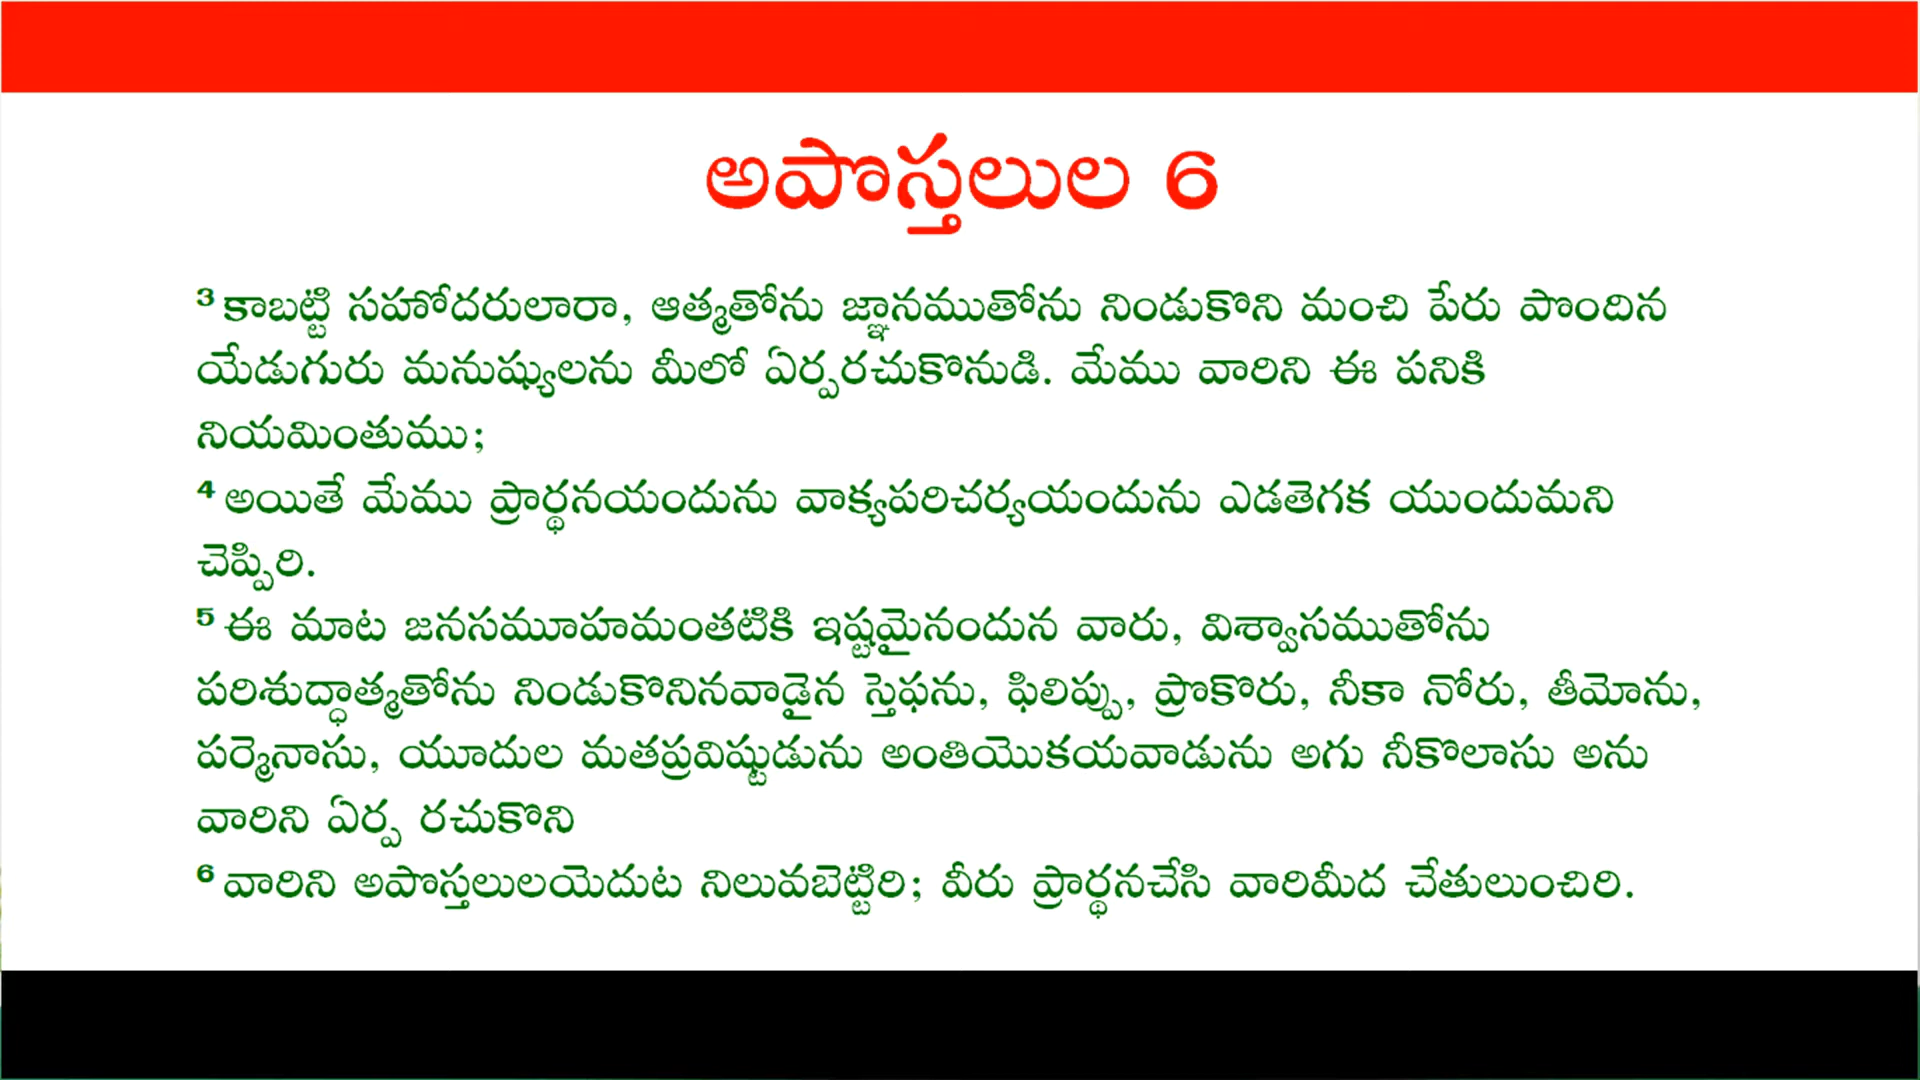 అపొస్తలుల 6
3 కాబట్టి సహోదరులారా, ఆత్మతోను జ్ఞానముతోను నిండుకొని మంచి పేరు పొందిన
యేడుగురు మనుష్యులను మీలో ఏర్పరచుకొనుడి. మేము వారిని ఈ పనికి
నియమింతుము;
4 అయితే మేము ప్రార్థనయందును వాక్యపరిచర్యయందును ఎడతెగక యుందుమని
చెప్పిరి.
5 ఈ మాట జనసమూహమంతటికి ఇష్టమైనందున వారు, విశ్వాసముతోను
పరిశుద్ధాత్మతోను నిండుకొనినవాడైన స్తెఫను, ఫిలిప్పు, ప్రొకొరు, నీకా నోరు, తీమోను,
పర్మెనాసు, యూదుల మతప్రవిష్టుడును అంతియొకయవాడును అగు నీకొలాసు అను
వారిని ఏర్ప రచుకొని
6 వారిని అపొస్తలులయెదుట నిలువబెట్టిరి; వీరు ప్రార్థనచేసి వారిమీద చేతులుంచిరి.